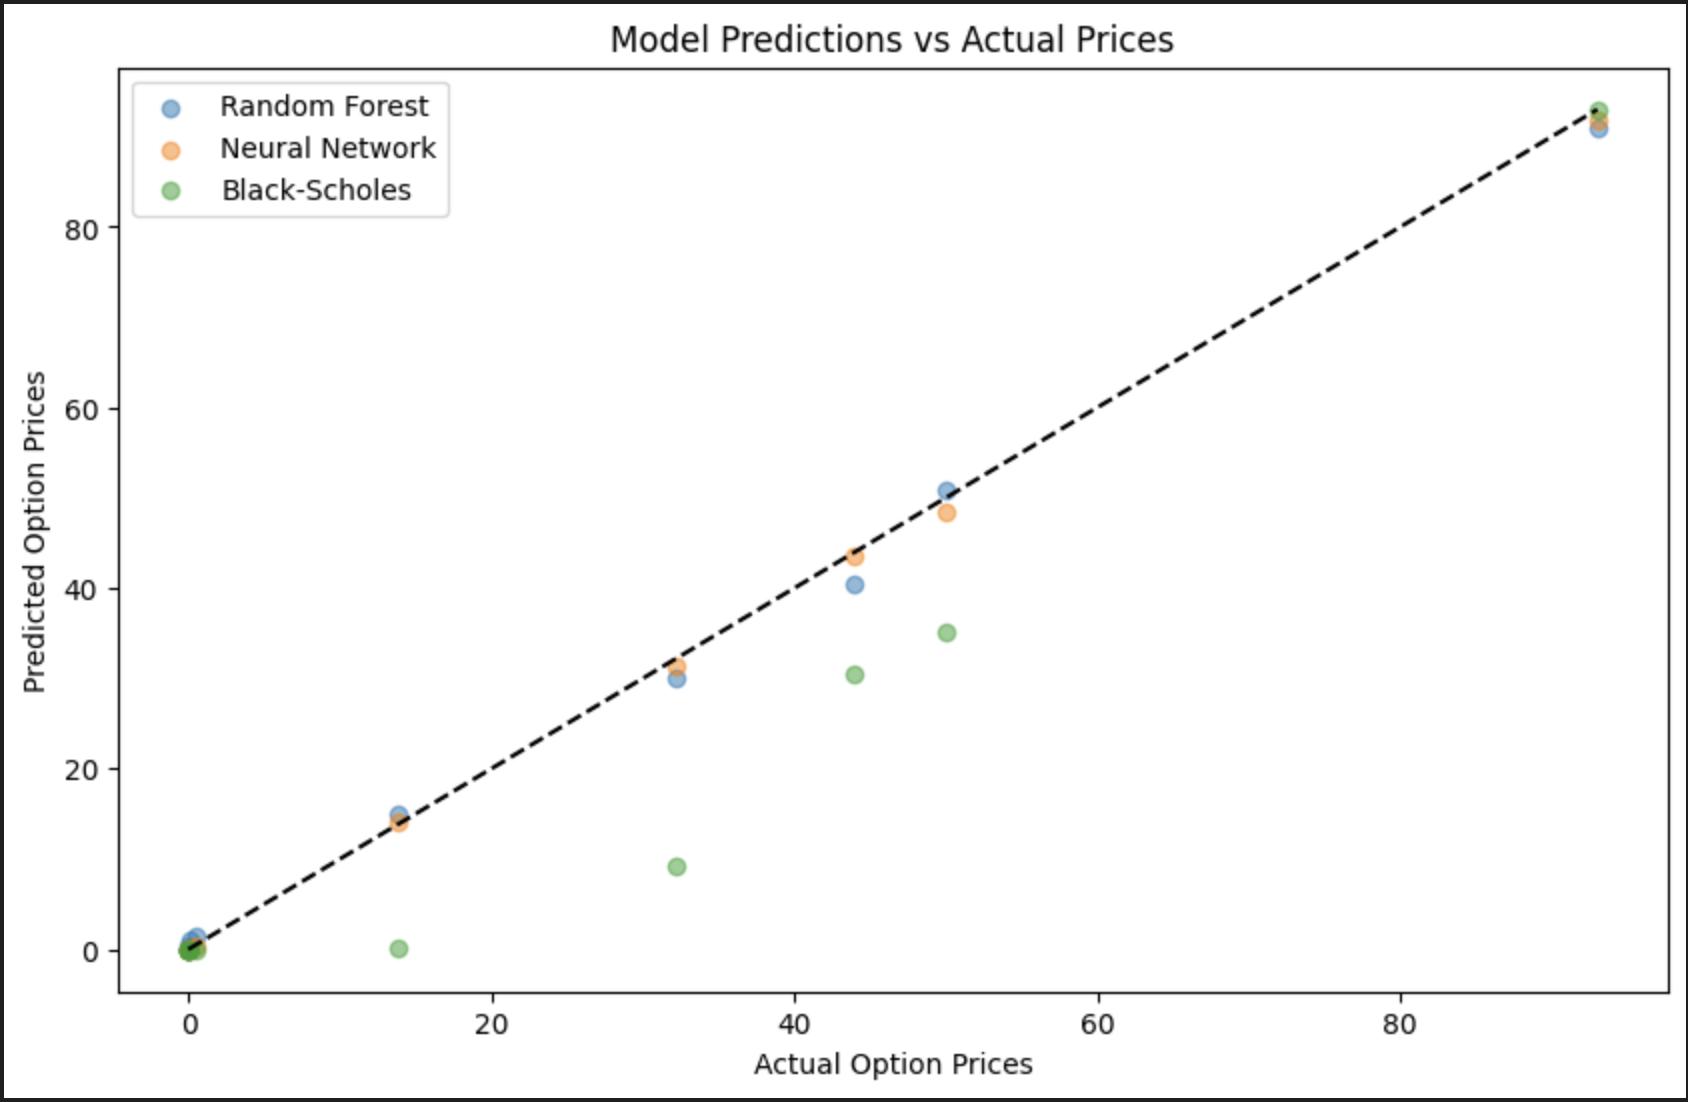 Model Predictions vs Actual Prices
Random Forest
Neural Network
Black-Scholes
Predicted Option Prices
80
60
40
20
0
0 20 40 60 80
Actual Option Prices